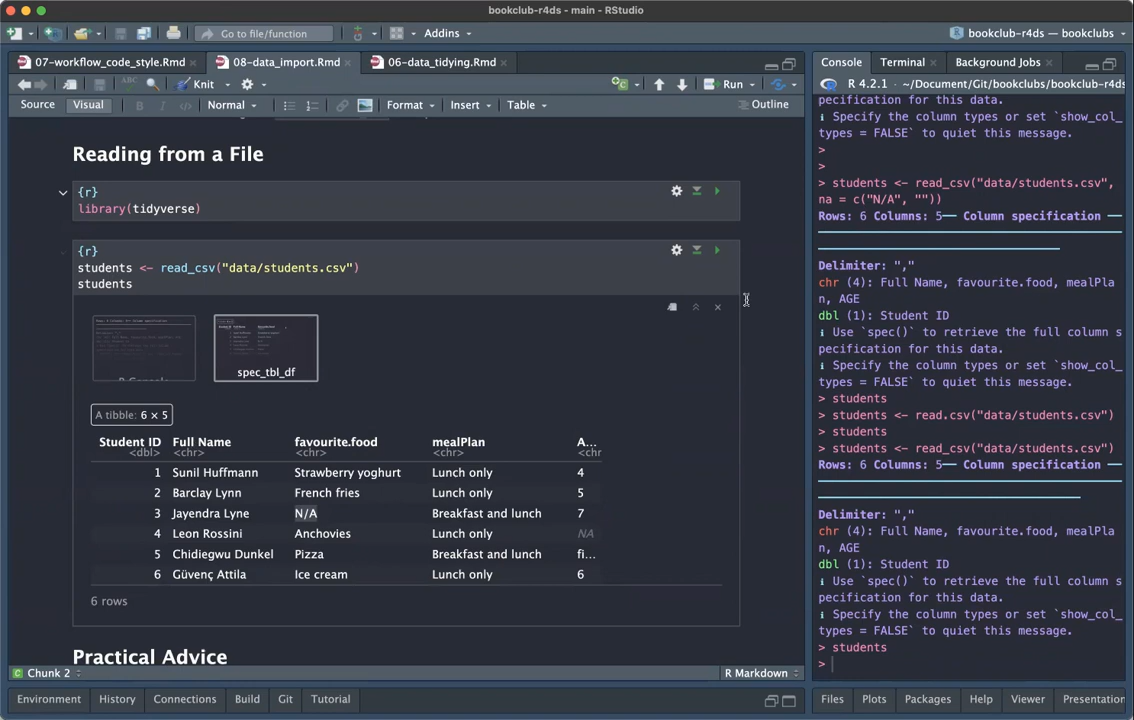 bookclub-r4ds - main - RStudio
Go to file/function
Addins
bookclub-r4ds — bookclubs
07-workflow_code_style.Rmd
08-data_import.Rmd
06-data_tidying.Rmd
Knit
Run
Source
Visual
B
I
</>
Normal
Format
Insert
Table
Outline
Reading from a File
{r}
library(tidyverse)
{r}
students <- read_csv("data/students.csv")
students
R Console
spec_tbl_df
A tibble: 6 × 5
Student ID Full Name favourite.food mealPlan A…
<dbl> <chr> <chr> <chr> <chr
1 Sunil Huffmann Strawberry yoghurt Lunch only 4
2 Barclay Lynn French fries Lunch only 5
3 Jayendra Lyne N/A Breakfast and lunch 7
4 Leon Rossini Anchovies Lunch only NA
5 Chidiegwu Dunkel Pizza Breakfast and lunch fi…
6 Güvenç Attila Ice cream Lunch only 6
6 rows
Practical Advice
Chunk 2
R Markdown
Environment
History
Connections
Build
Git
Tutorial
Console
Terminal
Background Jobs
R 4.2.1 · ~/Document/Git/bookclubs/bookclub-r4ds
pecification for this data.
ℹ Specify the column types or set `show_col_
types = FALSE` to quiet this message.
>
>
> students <- read_csv("data/students.csv",
na = c("N/A", ""))
Rows: 6 Columns: 5── Column specification ──
Delimiter: ","
chr (4): Full Name, favourite.food, mealPla
n, AGE
dbl (1): Student ID
ℹ Use `spec()` to retrieve the full column s
pecification for this data.
ℹ Specify the column types or set `show_col_
types = FALSE` to quiet this message.
> students
> students <- read.csv("data/students.csv")
> students
> students <- read_csv("data/students.csv")
Rows: 6 Columns: 5── Column specification ──
Delimiter: ","
chr (4): Full Name, favourite.food, mealPla
n, AGE
dbl (1): Student ID
ℹ Use `spec()` to retrieve the full column s
pecification for this data.
ℹ Specify the column types or set `show_col_
types = FALSE` to quiet this message.
> students
>
Files
Plots
Packages
Help
Viewer
Presentation